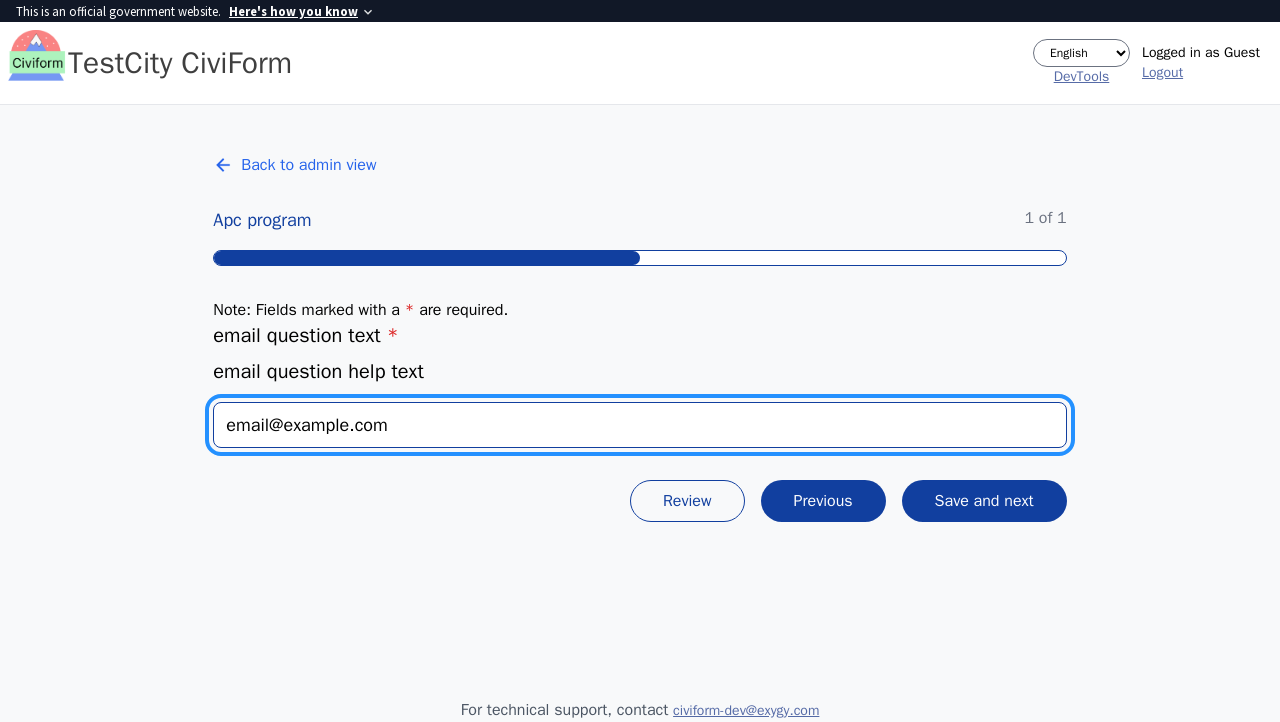 This is an official government website. Here's how you know
Civiform
TestCity CiviForm
English
DevTools
Logged in as Guest
Logout
Back to admin view
Apc program
1 of 1
Note: Fields marked with a * are required.
email question text *
email question help text
email@example.com
Review
Previous
Save and next
For technical support, contact civiform-dev@exygy.com